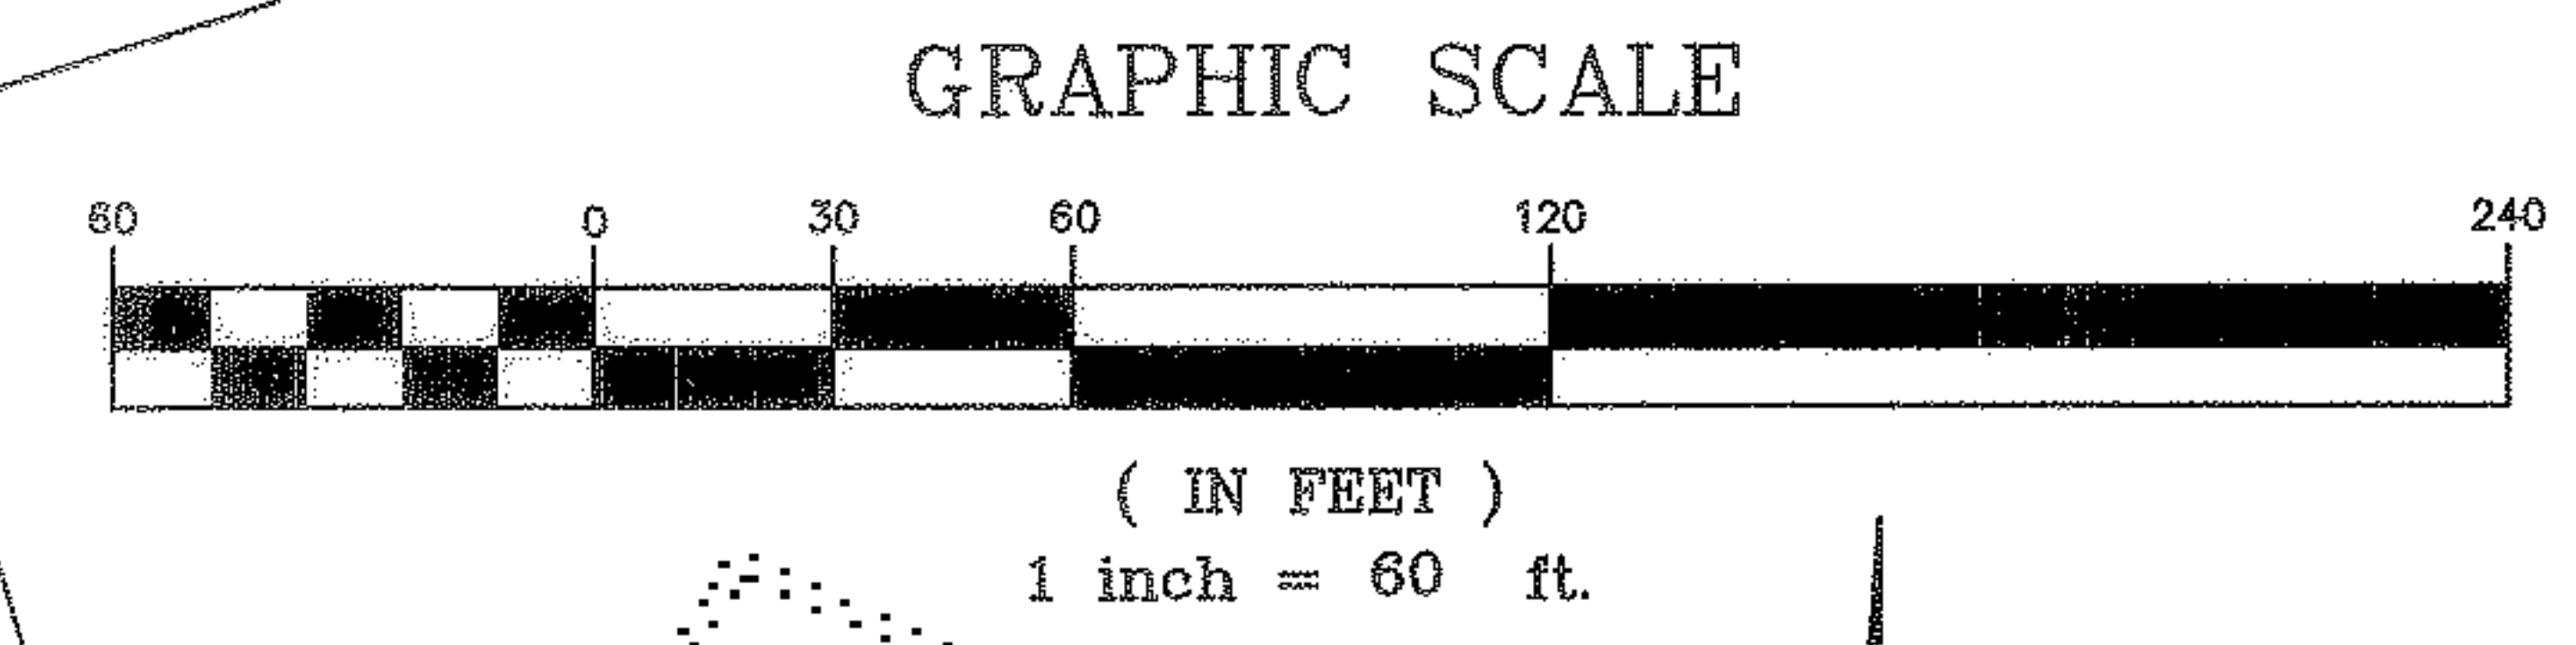 GRAPHIC SCALE
60 0 30 60 120 240
( IN FEET )
1 inch = 60 ft.